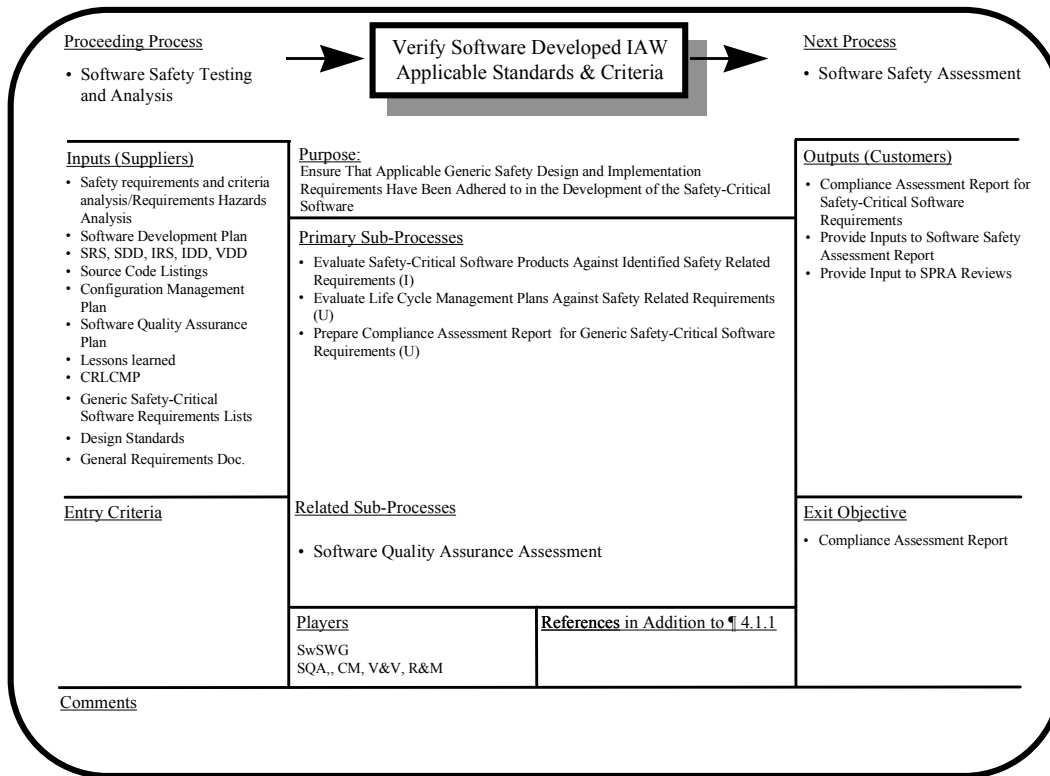 Proceeding Process
• Software Safety Testing
and Analysis
Verify Software Developed IAW
Applicable Standards & Criteria
Next Process
• Software Safety Assessment
Inputs (Suppliers)
• Safety requirements and criteria
analysis/Requirements Hazards
Analysis
• Software Development Plan
• SRS, SDD, IRS, IDD, VDD
• Source Code Listings
• Configuration Management
Plan
• Software Quality Assurance
Plan
• Lessons learned
• CRLCMP
• Generic Safety-Critical
Software Requirements Lists
• Design Standards
• General Requirements Doc.
Purpose:
Ensure That Applicable Generic Safety Design and Implementation
Requirements Have Been Adhered to in the Development of the Safety-Critical
Software
Primary Sub-Processes
• Evaluate Safety-Critical Software Products Against Identified Safety Related
Requirements (I)
• Evaluate Life Cycle Management Plans Against Safety Related Requirements
(U)
• Prepare Compliance Assessment Report for Generic Safety-Critical Software
Requirements (U)
Outputs (Customers)
• Compliance Assessment Report for
Safety-Critical Software
Requirements
• Provide Inputs to Software Safety
Assessment Report
• Provide Input to SPRA Reviews
Entry Criteria
Related Sub-Processes
• Software Quality Assurance Assessment
Exit Objective
• Compliance Assessment Report
Players
SwSWG
SQA,, CM, V&V, R&M
References in Addition to ¶ 4.1.1
Comments